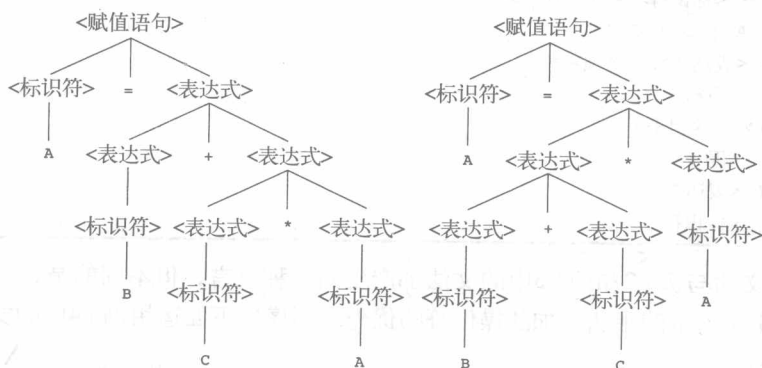 <赋值语句>
<标识符> = <表达式>
A <表达式> + <表达式>
<标识符> <表达式> * <表达式>
B <标识符> <标识符>
C A
<赋值语句>
<标识符> = <表达式>
A <表达式> * <表达式>
<表达式> + <表达式> <标识符>
<标识符> <标识符> A
B C